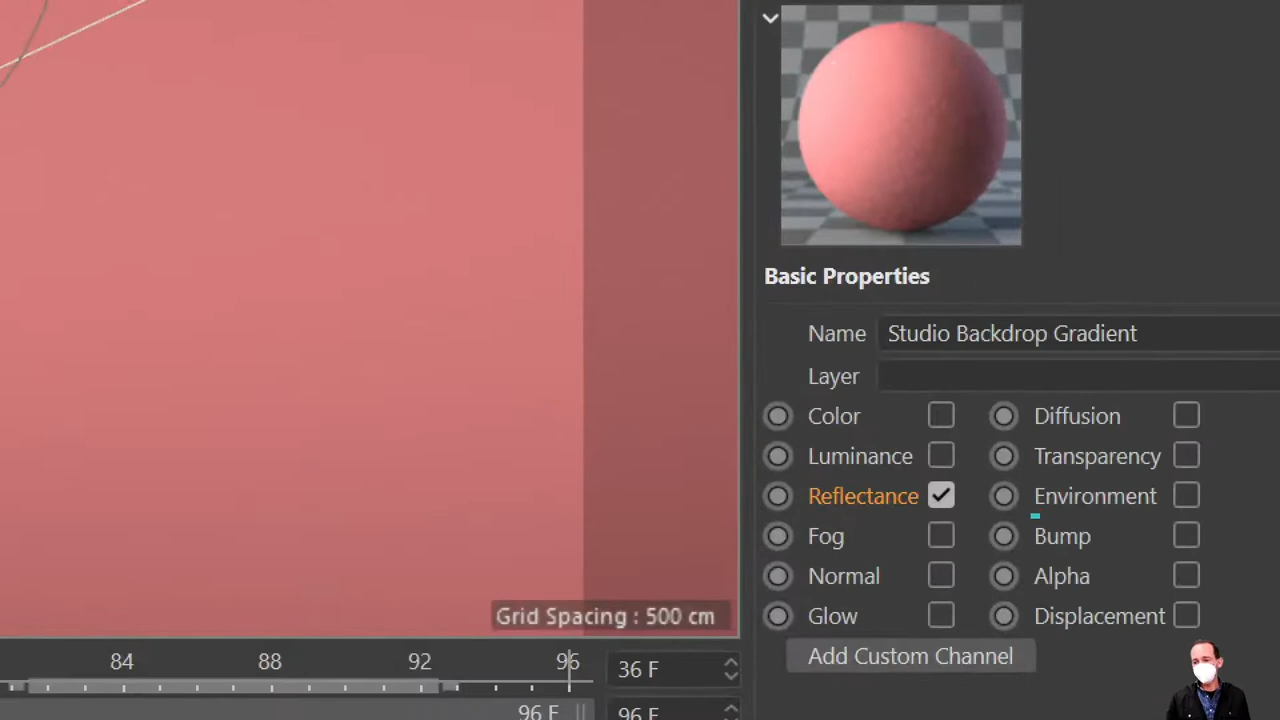 Basic Properties
Name Studio Backdrop Gradient
Layer
Color Diffusion
Luminance Transparency
Reflectance Environment
Fog Bump
Normal Alpha
Glow Displacement
Add Custom Channel
Grid Spacing : 500 cm
84 88 92 96 36 F
96 F 96 F